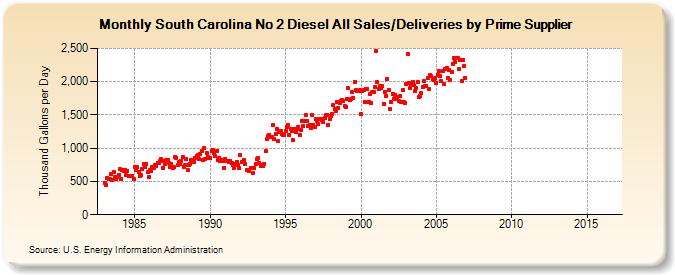 Monthly South Carolina No 2 Diesel All Sales/Deliveries by Prime Supplier
Thousand Gallons per Day
2,500
2,000
1,500
1,000
500
0
1985 1990 1995 2000 2005 2010 2015
Source: U.S. Energy Information Administration